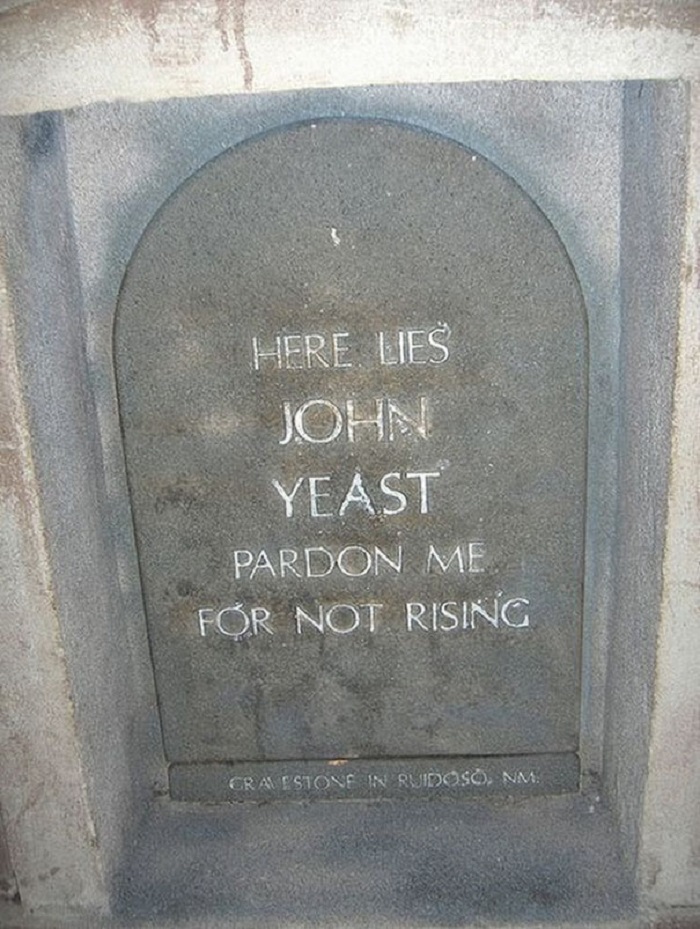 HERE LIES
JOHN
YEAST
PARDON ME
FOR NOT RISING
GRAVESTONE IN RUIDOSO, NM.